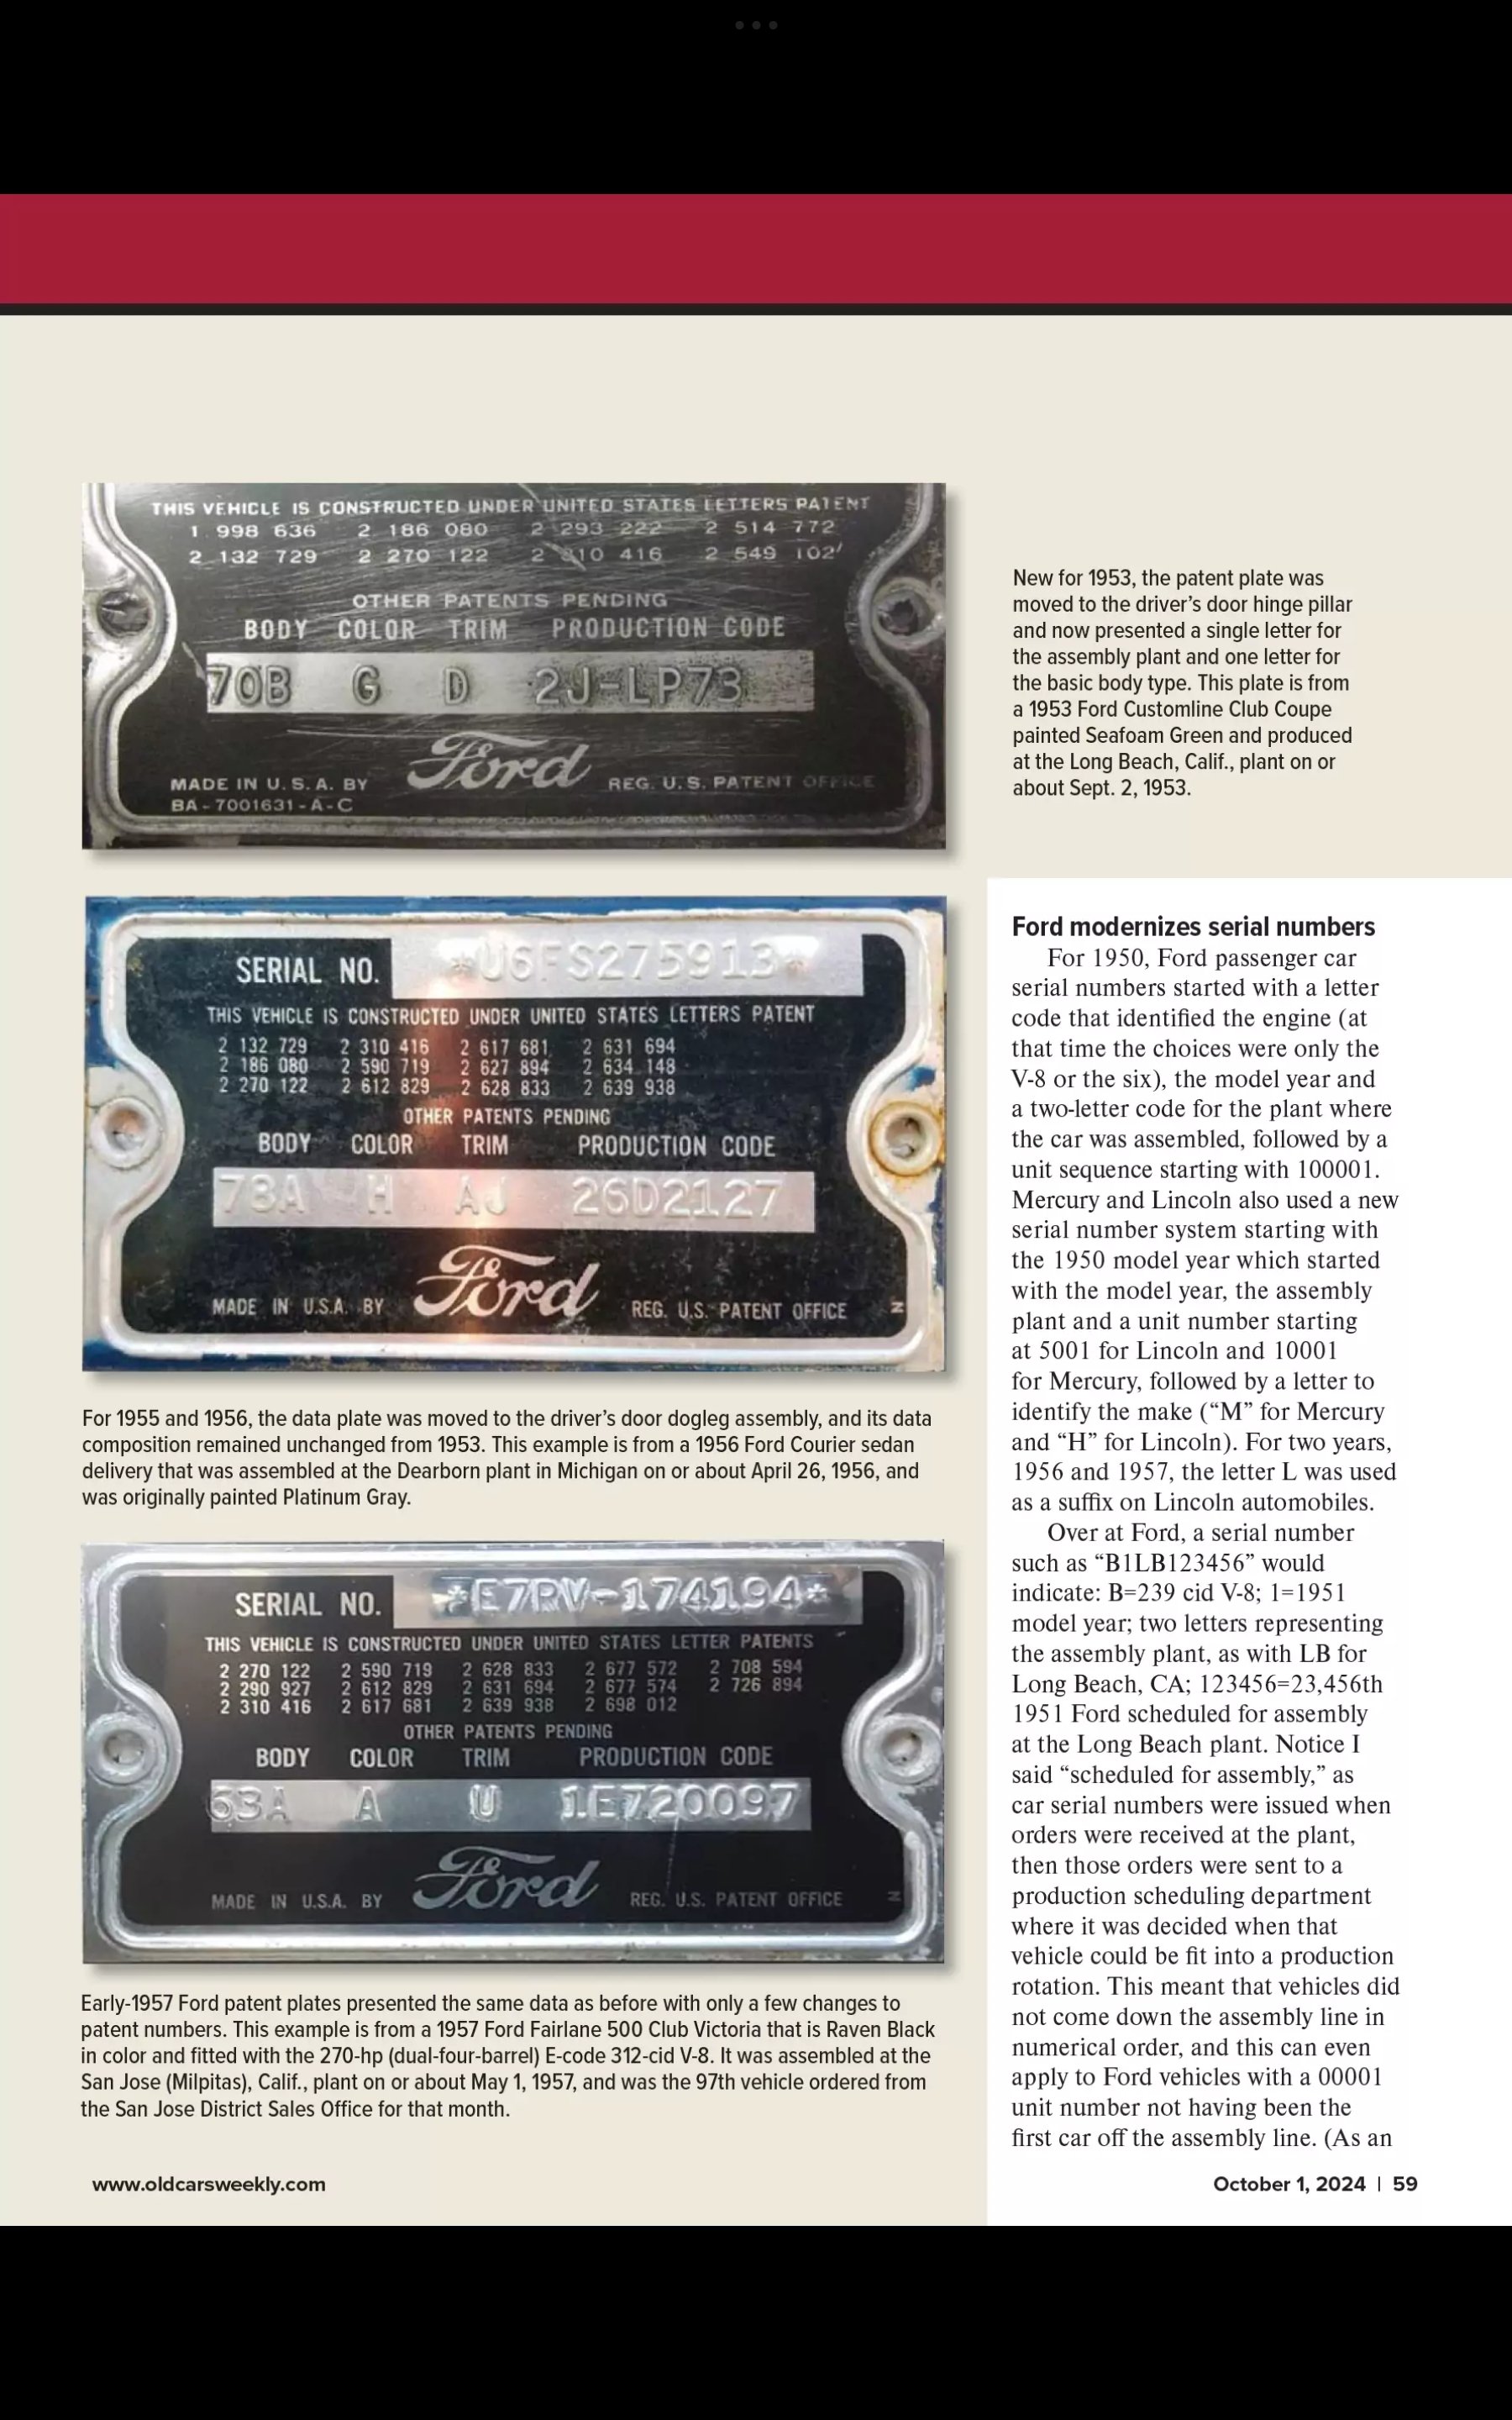 THIS VEHICLE IS CONSTRUCTED UNDER UNITED STATES LETTERS PATENT
1 998 636 2 186 080 2 293 222 2 514 772
2 132 729 2 270 122 2 310 416 2 549 102
OTHER PATENTS PENDING
BODY COLOR TRIM PRODUCTION CODE
70B G D 2J-LP73
Ford
MADE IN U.S.A. BY REG. U.S. PATENT OFFICE
BA-7001631-A-C
New for 1953, the patent plate was
moved to the driver’s door hinge pillar
and now presented a single letter for
the assembly plant and one letter for
the basic body type. This plate is from
a 1953 Ford Customline Club Coupe
painted Seafoam Green and produced
at the Long Beach, Calif., plant on or
about Sept. 2, 1953.
SERIAL NO. *U6FS275913*
THIS VEHICLE IS CONSTRUCTED UNDER UNITED STATES LETTERS PATENT
2 132 729 2 310 416 2 617 681 2 631 694
2 186 080 2 590 719 2 627 894 2 634 148
2 270 122 2 612 829 2 628 833 2 639 938
OTHER PATENTS PENDING
BODY COLOR TRIM PRODUCTION CODE
78A H AJ 26D2127
Ford
MADE IN U.S.A. BY REG. U.S. PATENT OFFICE N
For 1955 and 1956, the data plate was moved to the driver’s door dogleg assembly, and its data
composition remained unchanged from 1953. This example is from a 1956 Ford Courier sedan
delivery that was assembled at the Dearborn plant in Michigan on or about April 26, 1956, and
was originally painted Platinum Gray.
SERIAL NO. *E7RV-174194*
THIS VEHICLE IS CONSTRUCTED UNDER UNITED STATES LETTER PATENTS
2 270 122 2 590 719 2 628 833 2 677 572 2 708 594
2 290 927 2 612 829 2 631 694 2 677 574 2 726 894
2 310 416 2 617 681 2 639 938 2 698 012
OTHER PATENTS PENDING
BODY COLOR TRIM PRODUCTION CODE
63A A U 1E720097
Ford
MADE IN U.S.A. BY REG. U.S. PATENT OFFICE N
Early-1957 Ford patent plates presented the same data as before with only a few changes to
patent numbers. This example is from a 1957 Ford Fairlane 500 Club Victoria that is Raven Black
in color and fitted with the 270-hp (dual-four-barrel) E-code 312-cid V-8. It was assembled at the
San Jose (Milpitas), Calif., plant on or about May 1, 1957, and was the 97th vehicle ordered from
the San Jose District Sales Office for that month.
Ford modernizes serial numbers
For 1950, Ford passenger car
serial numbers started with a letter
code that identified the engine (at
that time the choices were only the
V-8 or the six), the model year and
a two-letter code for the plant where
the car was assembled, followed by a
unit sequence starting with 100001.
Mercury and Lincoln also used a new
serial number system starting with
the 1950 model year which started
with the model year, the assembly
plant and a unit number starting
at 5001 for Lincoln and 10001
for Mercury, followed by a letter to
identify the make (“M” for Mercury
and “H” for Lincoln). For two years,
1956 and 1957, the letter L was used
as a suffix on Lincoln automobiles.
Over at Ford, a serial number
such as “B1LB123456” would
indicate: B=239 cid V-8; 1=1951
model year; two letters representing
the assembly plant, as with LB for
Long Beach, CA; 123456=23,456th
1951 Ford scheduled for assembly
at the Long Beach plant. Notice I
said “scheduled for assembly,” as
car serial numbers were issued when
orders were received at the plant,
then those orders were sent to a
production scheduling department
where it was decided when that
vehicle could be fit into a production
rotation. This meant that vehicles did
not come down the assembly line in
numerical order, and this can even
apply to Ford vehicles with a 00001
unit number not having been the
first car off the assembly line. (As an
www.oldcarsweekly.com
October 1, 2024 | 59